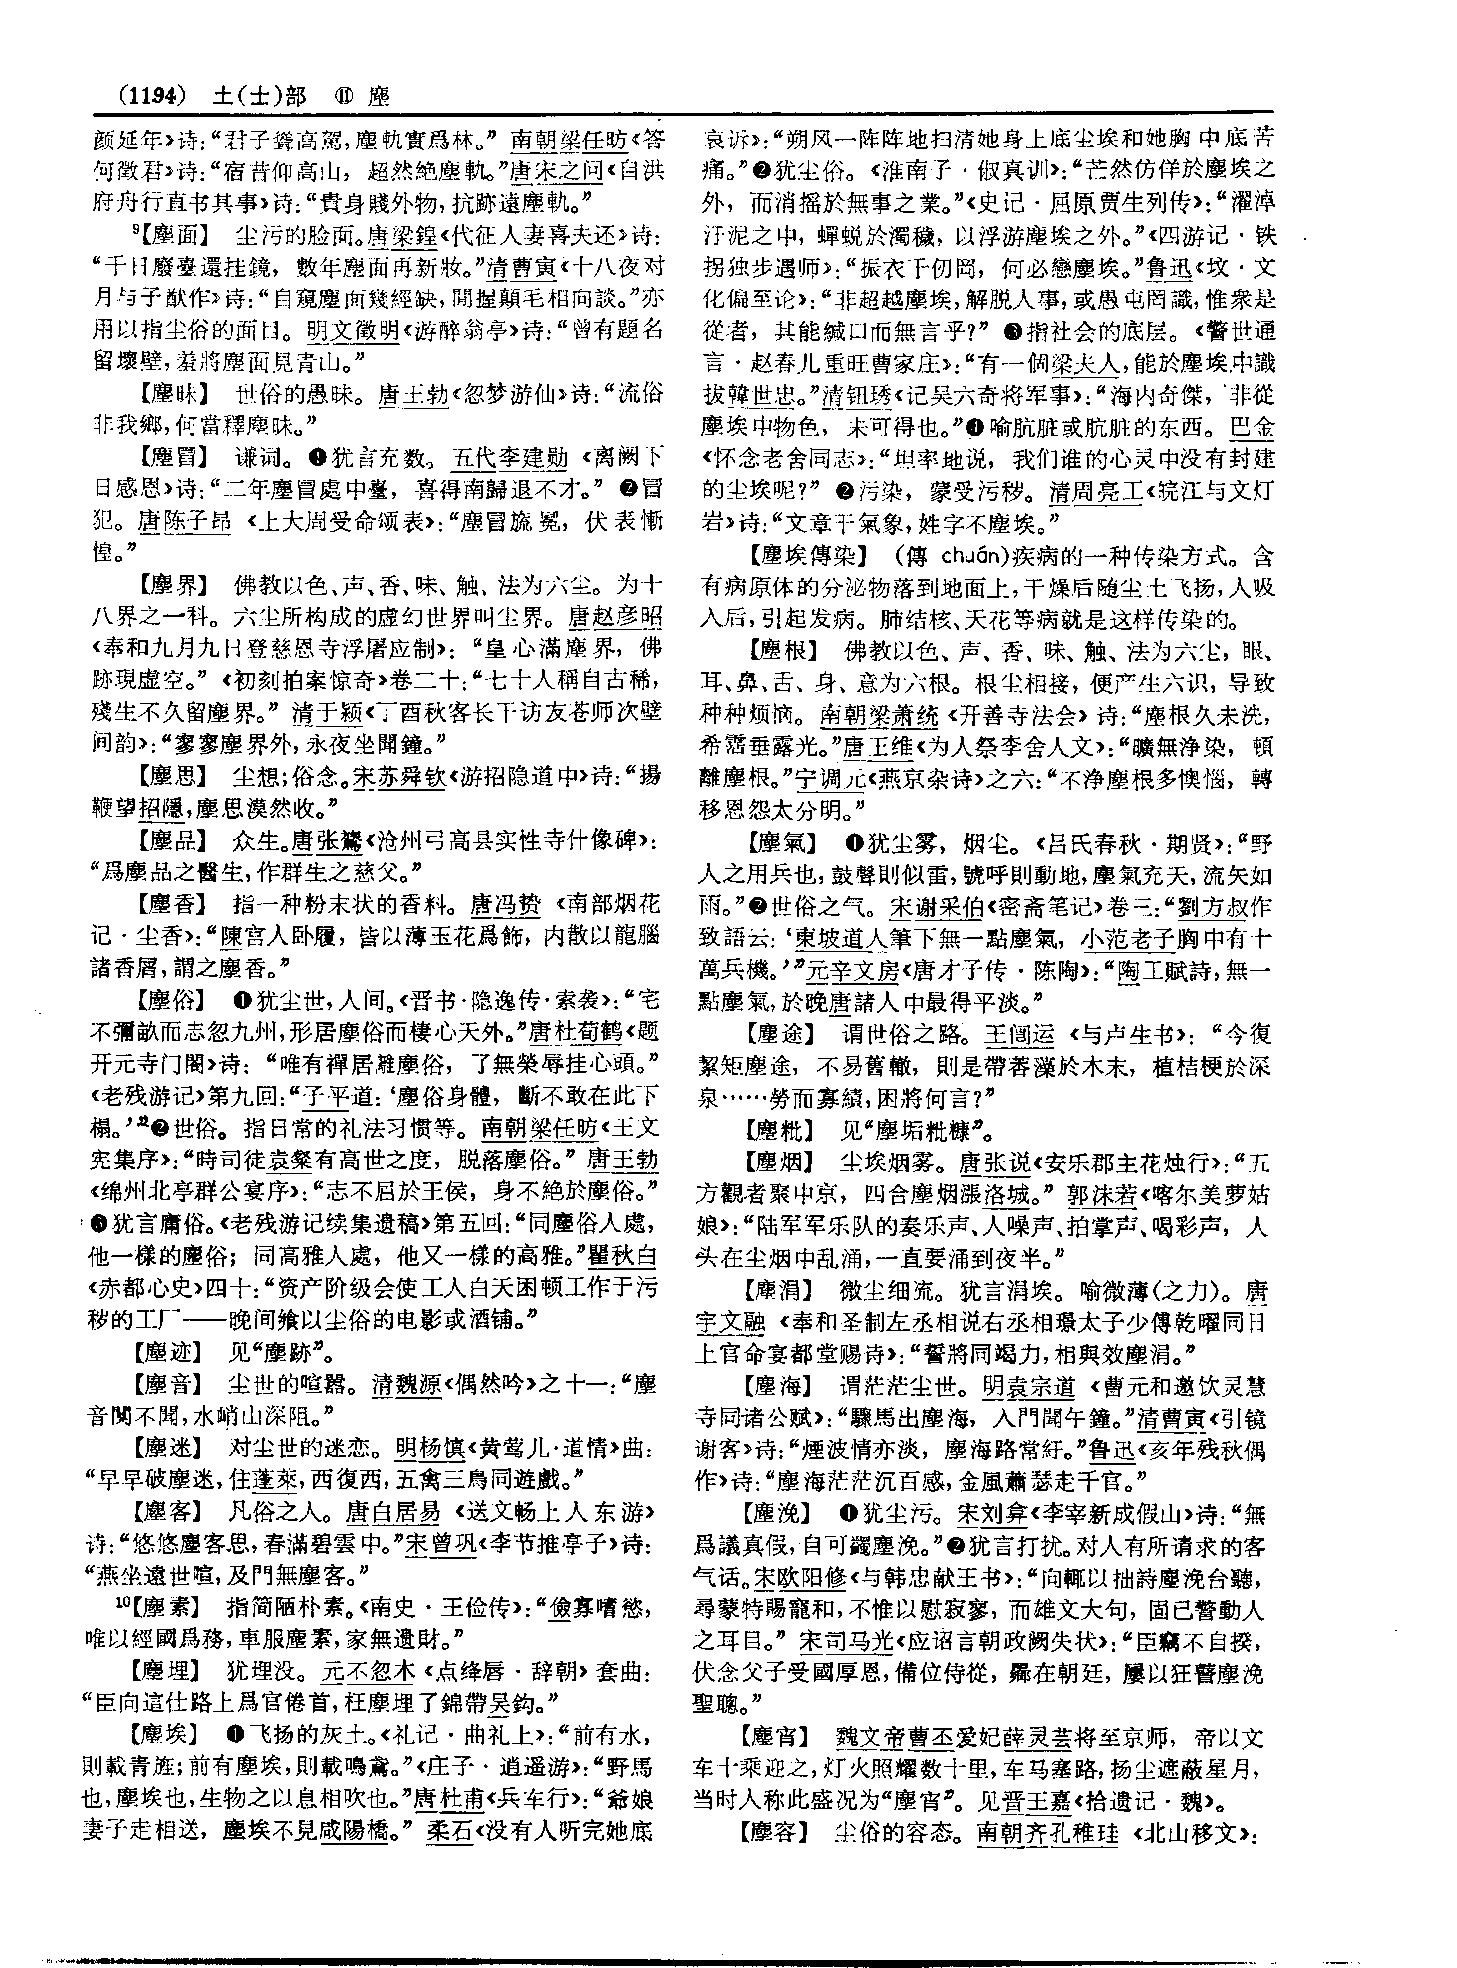 (1194) 土(士)部 ⑪ 塵
颜延年》诗:“君子聳高駕,塵軌實爲林。” 南朝梁任昉《答
何徵君》诗:“宿昔仰高山, 超然絶塵軌。”唐宋之问《自洪
府舟行直书其事》诗:“貴身賤外物,抗跡遠塵軌。”
⁹【塵面】 尘污的脸面。唐梁鍠《代征人妻喜夫还》诗:
“千日廢臺還挂鏡, 數年塵面再新妝。”清曹寅《十八夜对
月与子猷作》诗:“自窺塵面幾經缺,閒握顛毛相向談。”亦
用以指尘俗的面目。 明文徵明《游醉翁亭》诗:“曾有題名
留壞壁,羞將塵面見青山。”
【塵昧】 世俗的愚昧。 唐王勃《忽梦游仙》诗:“流俗
非我鄉,何當釋塵昧。”
【塵冒】 谦词。❶犹言充数。 五代李建勋《离阙下
日感恩》诗:“二年塵冒處中臺, 喜得南歸退不才。” ❷冒
犯。唐陈子昂《上大周受命颂表》:“塵冒旒冕, 伏表慚
惶。”
【塵界】 佛教以色、声、香、味、触、法为六尘。为十
八界之一科。六尘所构成的虚幻世界叫尘界。唐赵彦昭
《奉和九月九日登慈恩寺浮屠应制》: “皇心滿塵界, 佛
跡現虚空。” 《初刻拍案惊奇》卷二十:“七十人稱自古稀,
殘生不久留塵界。” 清于颖《丁酉秋客长干访友苍师次壁
间韵》:“寥寥塵界外,永夜坐聞鐘。”
【塵思】 尘想;俗念。宋苏舜钦《游招隐道中》诗:“揚
鞭望招隱,塵思漠然收。”
【塵品】 众生。唐张鷟《沧州弓高县实性寺什像碑》:
“爲塵品之醫生,作群生之慈父。”
【塵香】 指一种粉末状的香料。 唐冯贽《南部烟花
记·尘香》:“陳宫人卧履, 皆以薄玉花爲飾, 内散以龍腦
諸香屑,謂之塵香。”
【塵俗】 ❶犹尘世,人间。《晋书·隐逸传·索袭》:“宅
不彌畝而志忽九州,形居塵俗而棲心天外。”唐杜荀鹤《题
开元寺门阁》诗: “唯有禪居離塵俗, 了無榮辱挂心頭。”
《老残游记》第九回:“子平道:‘塵俗身體, 斷不敢在此下
榻。’”❷世俗。指日常的礼法习惯等。 南朝梁任昉《王文
宪集序》:“時司徒袁粲有高世之度, 脱落塵俗。” 唐王勃
《绵州北亭群公宴序》:“志不屈於王侯, 身不絶於塵俗。”
❸犹言庸俗。《老残游记续集遗稿》第五回:“同塵俗人處,
他一樣的塵俗; 同高雅人處, 他又一樣的高雅。”瞿秋白
《赤都心史》四十:“资产阶级会使工人白天困顿工作于污
秽的工厂——晚间飨以尘俗的电影或酒铺。”
【塵迹】 见“塵跡”。
【塵音】 尘世的喧嚣。 清魏源《偶然吟》之十一:“塵
音闃不聞,水峭山深阻。”
【塵迷】 对尘世的迷恋。 明杨慎《黄莺儿·道情》曲:
“早早破塵迷,住蓬萊,西復西,五禽三鳥同遊戲。”
【塵客】 凡俗之人。 唐白居易《送文畅上人东游》
诗:“悠悠塵客思,春滿碧雲中。”宋曾巩《李节推亭子》诗:
“燕坐遠世喧,及門無塵客。”
¹⁰【塵素】 指简陋朴素。《南史·王俭传》:“儉寡嗜慾,
唯以經國爲務,車服塵素,家無遺財。”
【塵埋】 犹埋没。 元不忽木《点绛唇·辞朝》套曲:
“臣向這仕路上爲官倦首,枉塵埋了錦帶吴鈎。”
【塵埃】 ❶飞扬的灰土。《礼记·曲礼上》:“前有水,
則載青旌;前有塵埃,則載鳴鳶。”《庄子·逍遥游》:“野馬
也,塵埃也,生物之以息相吹也。”唐杜甫《兵车行》:“爺娘
妻子走相送, 塵埃不見咸陽橋。” 柔石《没有人听完她底
哀诉》:“朔风一阵阵地扫清她身上底尘埃和她胸中底苦
痛。”❷犹尘俗。《淮南子·俶真训》:“芒然仿佯於塵埃之
外, 而消摇於無事之業。”《史记·屈原贾生列传》:“濯淖
汙泥之中,蟬蜕於濁穢, 以浮游塵埃之外。”《四游记·铁
拐独步遇师》:“振衣千仞岡, 何必戀塵埃。”鲁迅《坟·文
化偏至论》:“非超越塵埃,解脱人事,或愚屯罔識,惟衆是
從者, 其能緘口而無言乎?” ❸指社会的底层。《警世通
言·赵春儿重旺曹家庄》:“有一個梁夫人,能於塵埃中識
拔韓世忠。”清钮琇《记吴六奇将军事》:“海内奇傑, 非從
塵埃中物色, 未可得也。”❹喻肮脏或肮脏的东西。 巴金
《怀念老舍同志》:“坦率地说, 我们谁的心灵中没有封建
的尘埃呢?” ❺污染, 蒙受污秽。 清周亮工《皖江与文灯
岩》诗:“文章干氣象,姓字不塵埃。”
【塵埃傳染】 (傳 chuán)疾病的一种传染方式。含
有病原体的分泌物落到地面上,干燥后随尘土飞扬,人吸
入后,引起发病。 肺结核、天花等病就是这样传染的。
【塵根】 佛教以色、声、香、味、触、法为六尘, 眼、
耳、鼻、舌、身、意为六根。根尘相接, 便产生六识, 导致
种种烦恼。 南朝梁萧统《开善寺法会》诗:“塵根久未洗,
希霑垂露光。”唐王维《为人祭李舍人文》:“曠無浄染, 頓
離塵根。”宁调元《燕京杂诗》之六:“不净塵根多懊惱, 轉
移恩怨太分明。”
【塵氣】 ❶犹尘雾, 烟尘。《吕氏春秋·期贤》:“野
人之用兵也,鼓聲則似雷,號呼則動地,塵氣充天,流矢如
雨。”❷世俗之气。 宋谢采伯《密斋笔记》卷三:“劉方叔作
致語云:‘東坡道人筆下無一點塵氣, 小范老子胸中有十
萬兵機。’”元辛文房《唐才子传·陈陶》:“陶工賦詩,無一
點塵氣,於晚唐諸人中最得平淡。”
【塵途】 谓世俗之路。王闿运《与卢生书》: “今復
絜短塵途, 不易舊轍, 則是帶荇藻於木末, 植桔梗於深
泉……勞而寡績,困將何言?”
【塵粃】 见“塵垢粃糠”。
【塵烟】 尘埃烟雾。唐张说《安乐郡主花烛行》:“五
方觀者聚中京, 四合塵烟漲洛城。” 郭沫若《喀尔美萝姑
娘》:“陆军军乐队的奏乐声、人噪声、拍掌声、喝彩声, 人
头在尘烟中乱涌,一直要涌到夜半。”
【塵涓】 微尘细流。犹言涓埃。喻微薄(之力)。唐
宇文融《奉和圣制左丞相说右丞相璟太子少傅乾曜同日
上官命宴都堂赐诗》:“誓將同竭力,相與效塵涓。”
【塵海】 谓茫茫尘世。明袁宗道《曹元和邀饮灵慧
寺同诸公赋》:“驟馬出塵海, 入門聞午鐘。”清曹寅《引镜
谢客》诗:“煙波情亦淡, 塵海路常紆。”鲁迅《亥年残秋偶
作》诗:“塵海茫茫沉百感,金風蕭瑟走千官。”
【塵浼】 ❶犹尘污。宋刘弇《李宰新成假山》诗:“無
爲議真假,自可蠲塵浼。”❷犹言打扰。对人有所请求的客
气话。宋欧阳修《与韩忠献王书》:“向輒以拙詩塵浼台聽,
尋蒙特賜寵和,不惟以慰寂寥, 而雄文大句, 固已警動人
之耳目。” 宋司马光《应诏言朝政阙失状》:“臣竊不自揆,
伏念父子受國厚恩,備位侍從, 歸在朝廷, 屢以狂瞽塵浼
聖聰。”
【塵宵】 魏文帝曹丕爱妃薛灵芸将至京师, 帝以文
车十乘迎之,灯火照耀数十里,车马塞路,扬尘遮蔽星月,
当时人称此盛况为“塵宵”。见晋王嘉《拾遗记·魏》。
【塵容】 尘俗的容态。南朝齐孔稚珪《北山移文》: